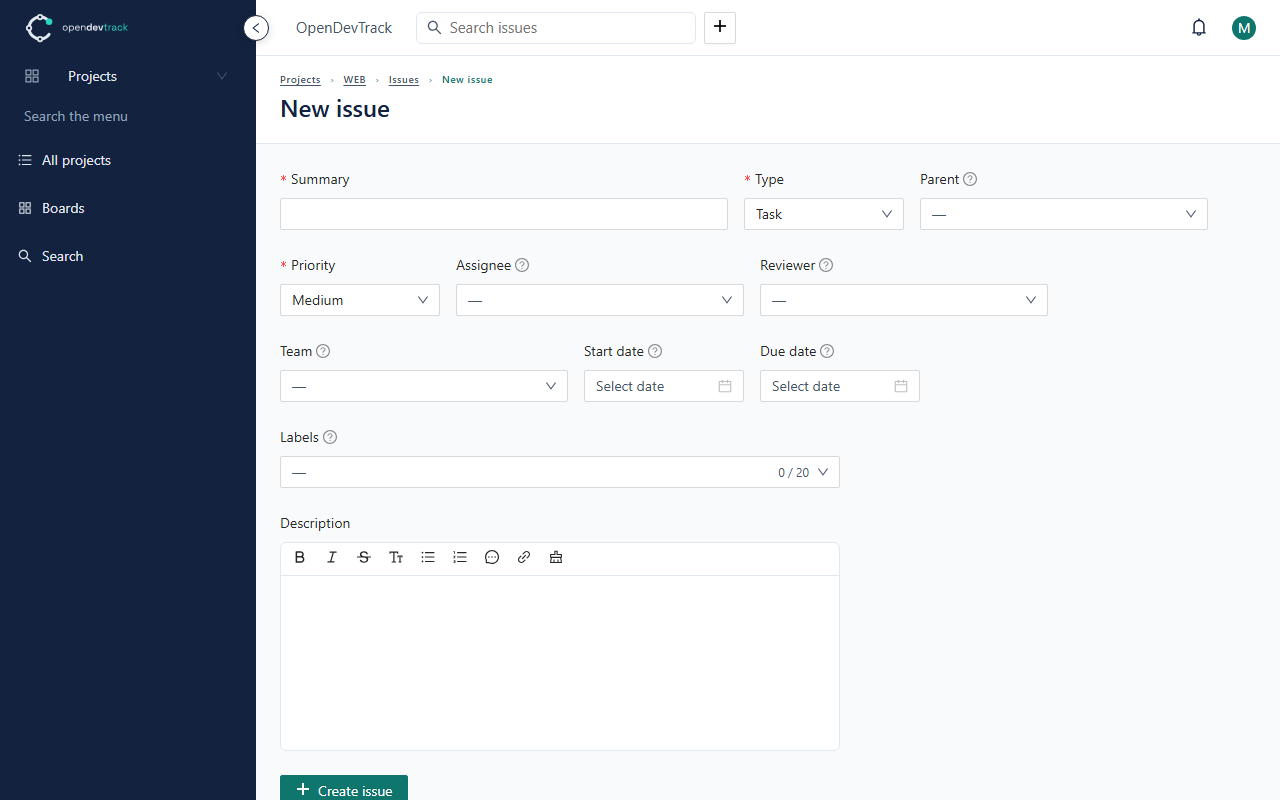 opendevtrack
OpenDevTrack
Search issues
M
Projects
Search the menu
All projects
Boards
Search
Projects › WEB › Issues › New issue
New issue
* Summary
* Type
Parent
Task
—
* Priority
Assignee
Reviewer
Medium
—
—
Team
Start date
Due date
—
Select date
Select date
Labels
—
0 / 20
Description
Create issue